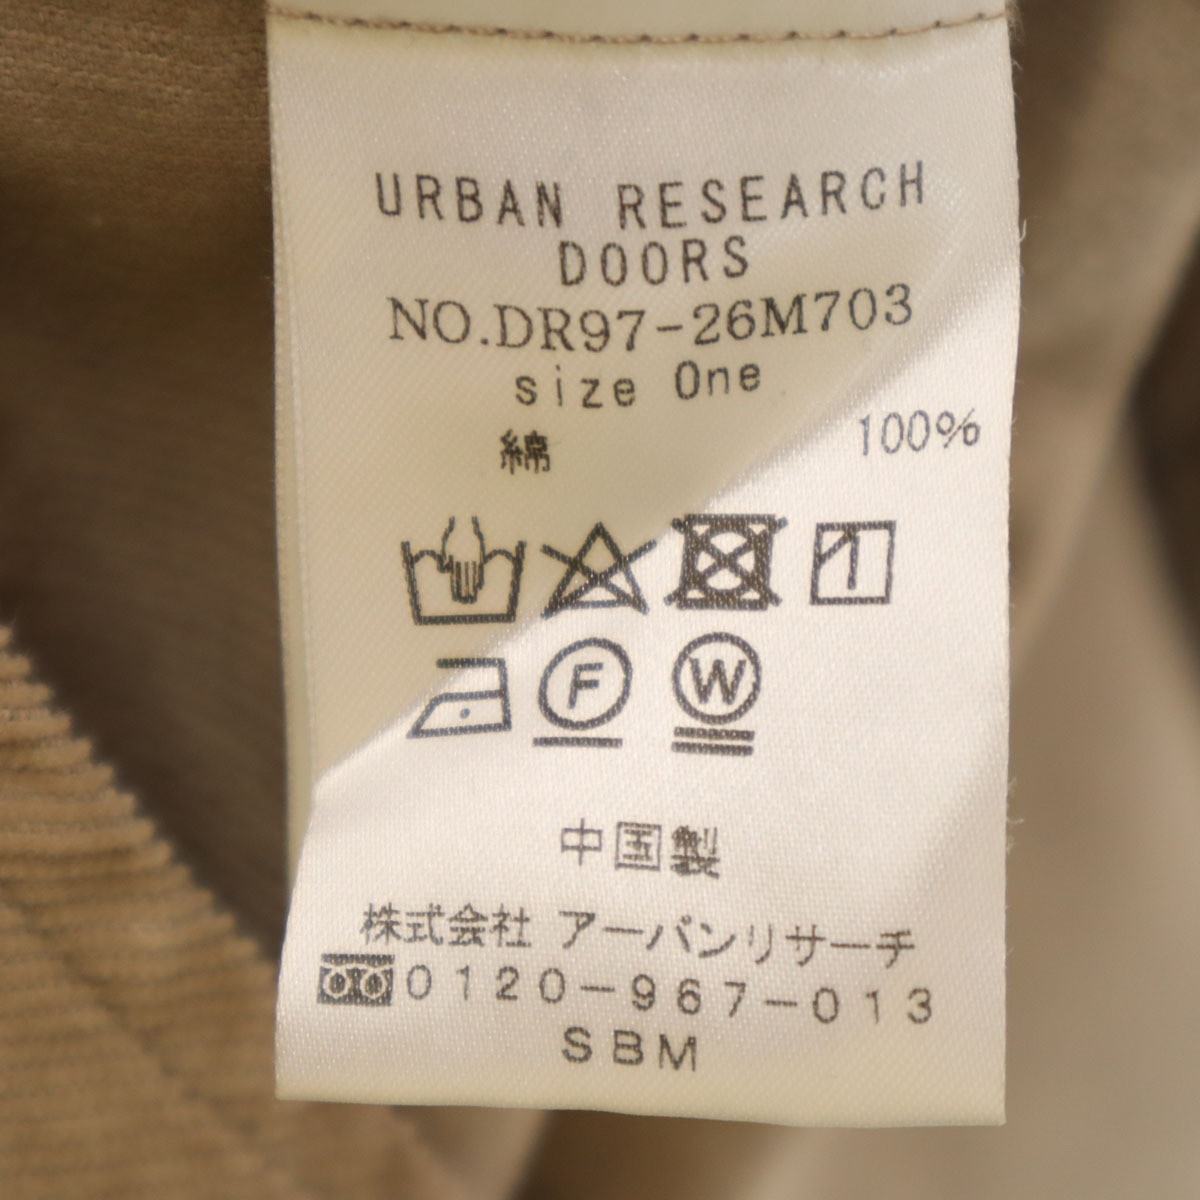 URBAN RESEARCH
DOORS
NO.DR97-26M703
size One
綿 100%
F W
中国製
株式会社 アーバンリサーチ
0120-967-013
SBM